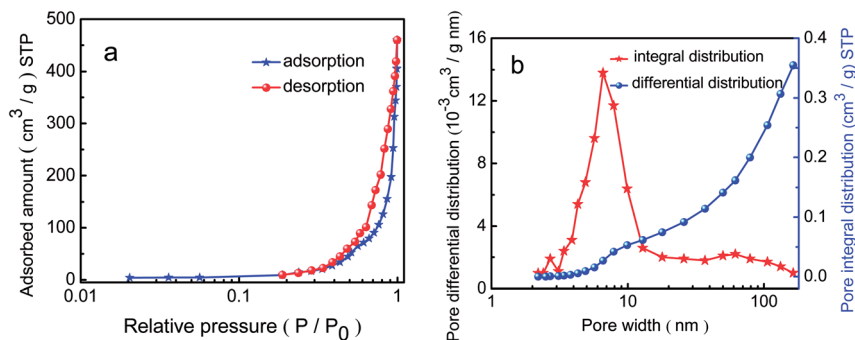 a
adsorption
desorption
500
400
300
200
100
0
0.01
0.1
1
Adsorbed amount ( cm³ / g ) STP
Relative pressure ( P / P₀ )
b
integral distribution
differential distribution
16
12
8
4
0
1
10
100
0.4
0.3
0.2
0.1
0.0
Pore differential distribution (10⁻³cm³ / g nm)
Pore width ( nm )
Pore integral distribution (cm³ / g) STP